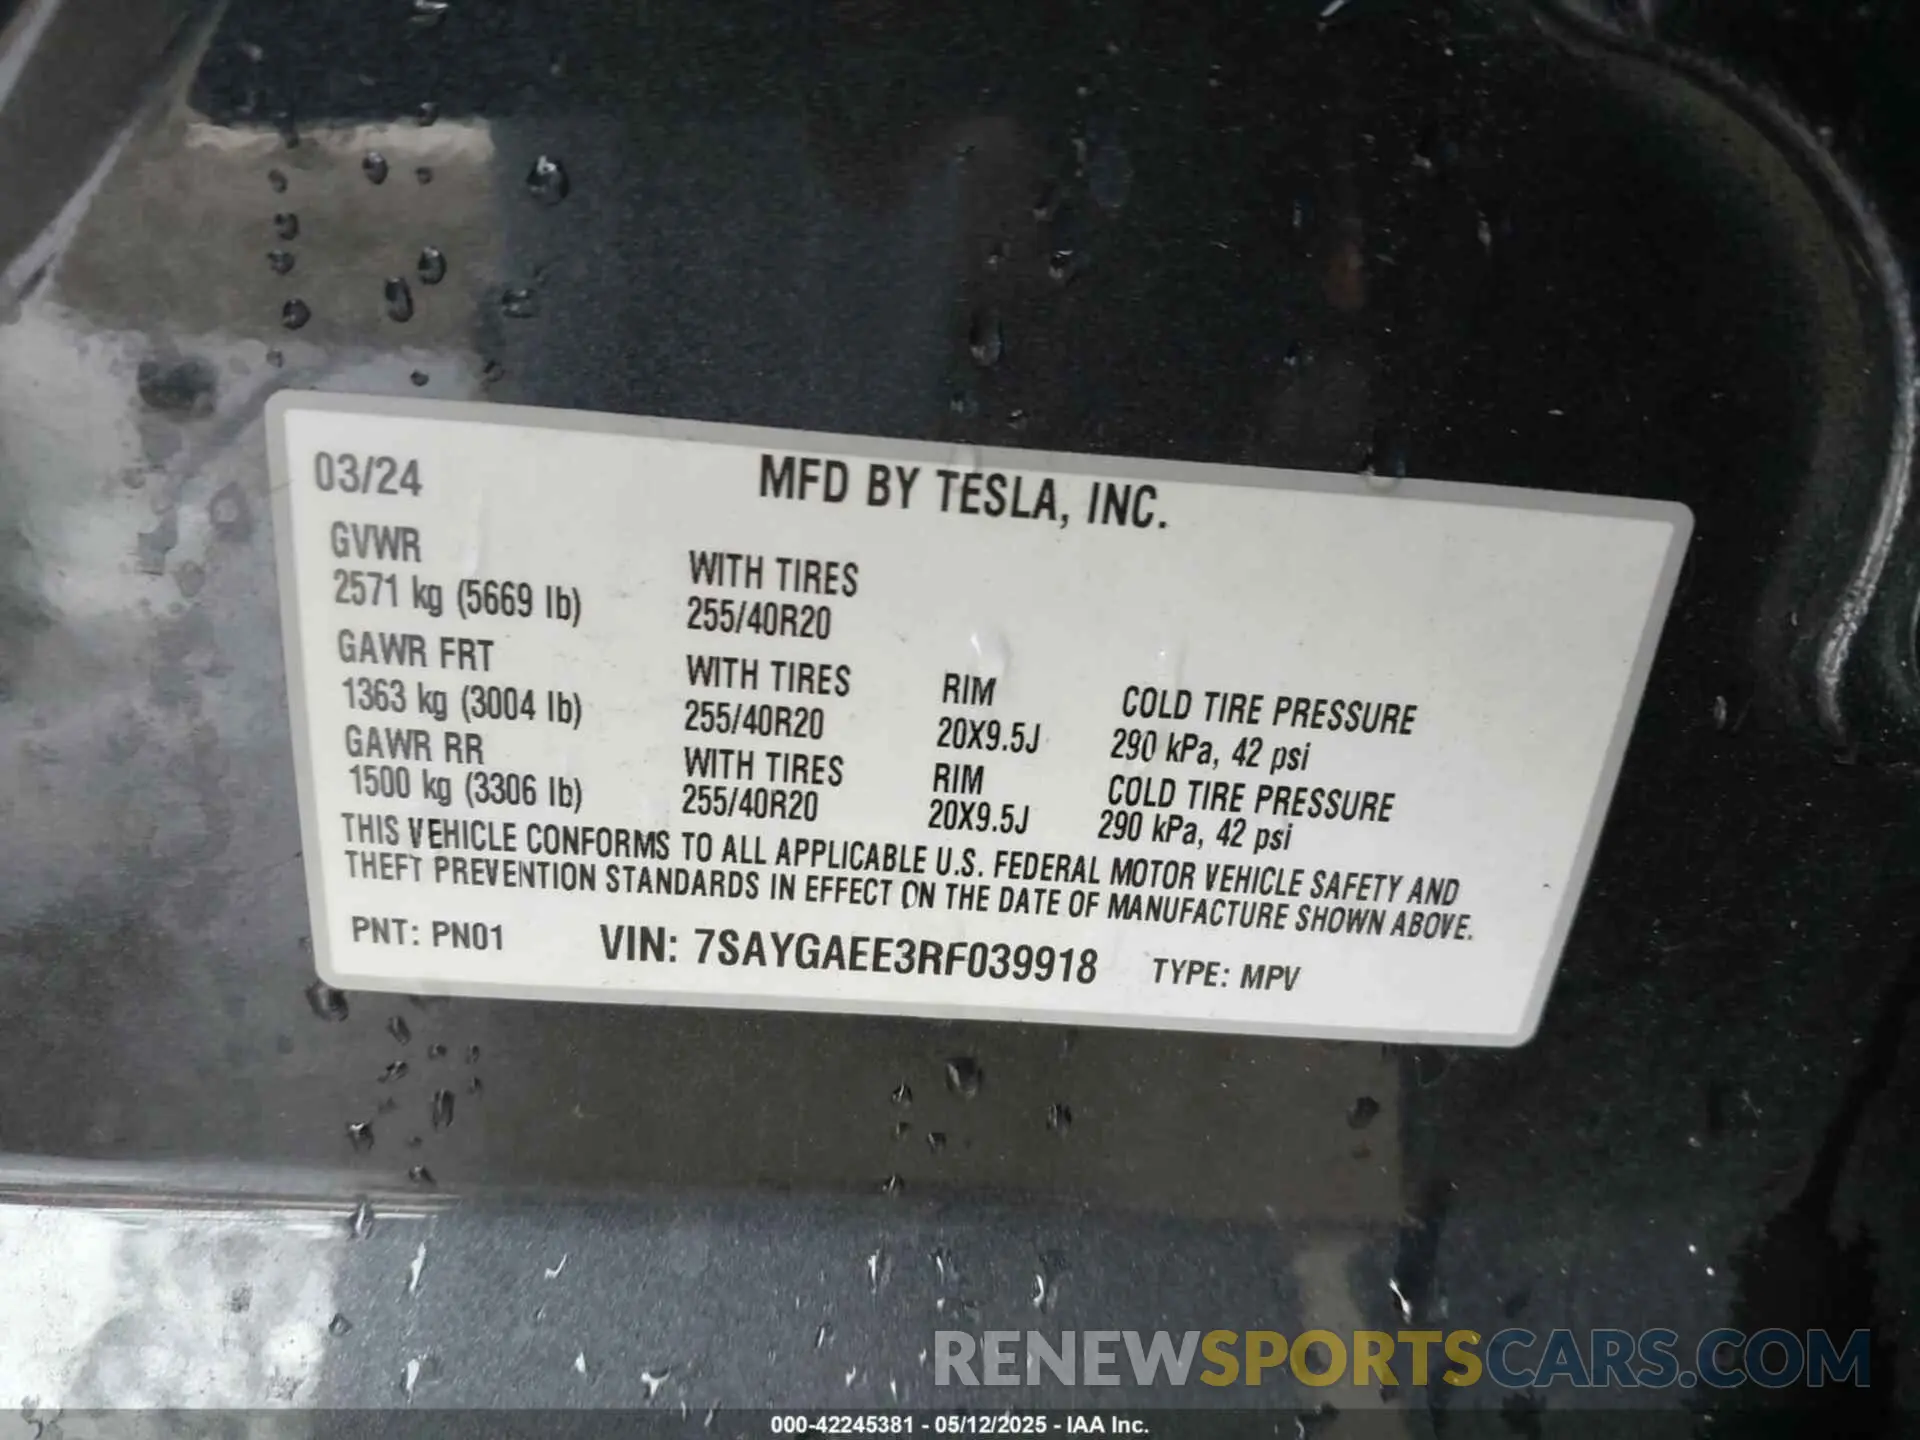 03/24 MFD BY TESLA, INC.
GVWR
2571 kg (5669 lb)
WITH TIRES
255/40R20
GAWR FRT
1363 kg (3004 lb)
WITH TIRES
255/40R20
RIM
20X9.5J
COLD TIRE PRESSURE
290 kPa, 42 psi
GAWR RR
1500 kg (3306 lb)
WITH TIRES
255/40R20
RIM
20X9.5J
COLD TIRE PRESSURE
290 kPa, 42 psi
THIS VEHICLE CONFORMS TO ALL APPLICABLE U.S. FEDERAL MOTOR VEHICLE SAFETY AND
THEFT PREVENTION STANDARDS IN EFFECT ON THE DATE OF MANUFACTURE SHOWN ABOVE.
PNT: PN01 VIN: 7SAYGAEE3RF039918 TYPE: MPV
RENEWSPORTSCARS.COM
000-42245381 - 05/12/2025 - IAA Inc.